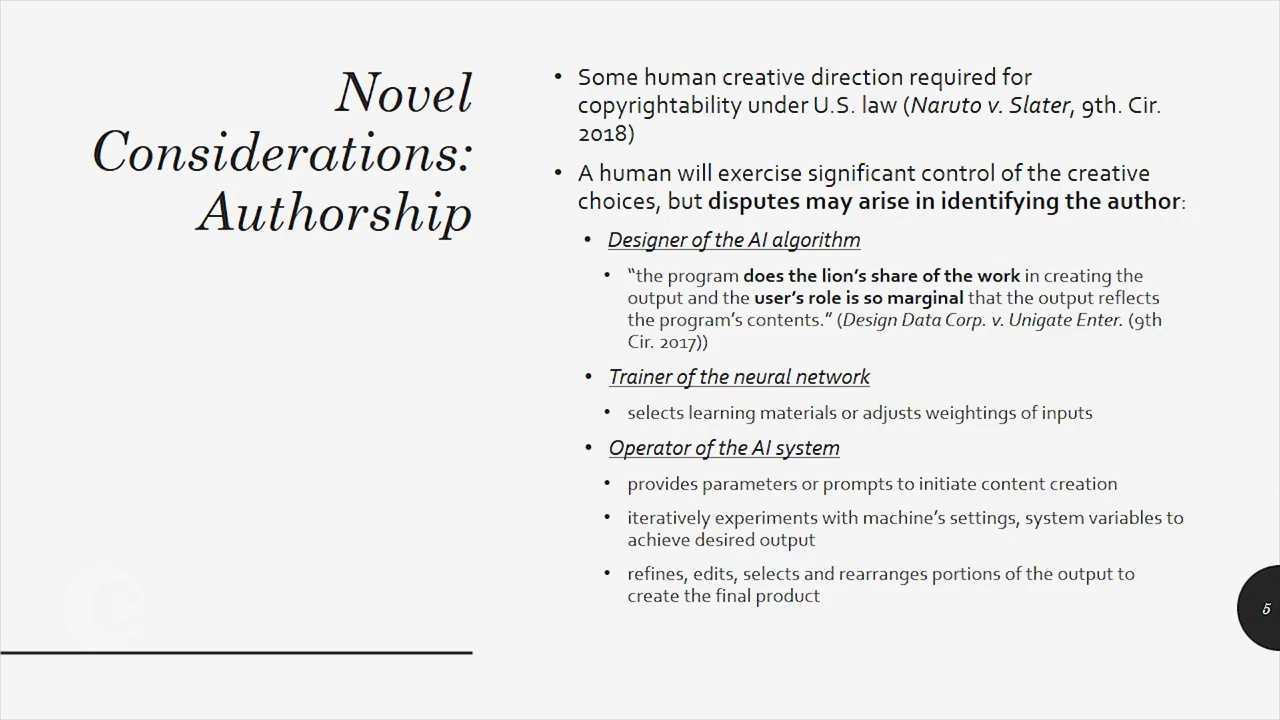 Novel
Considerations:
Authorship
• Some human creative direction required for
copyrightability under U.S. law (Naruto v. Slater, 9th. Cir.
2018)
• A human will exercise significant control of the creative
choices, but disputes may arise in identifying the author:
• Designer of the AI algorithm
• “the program does the lion’s share of the work in creating the
output and the user’s role is so marginal that the output reflects
the program’s contents.” (Design Data Corp. v. Unigate Enter. (9th
Cir. 2017))
• Trainer of the neural network
• selects learning materials or adjusts weightings of inputs
• Operator of the AI system
• provides parameters or prompts to initiate content creation
• iteratively experiments with machine’s settings, system variables to
achieve desired output
• refines, edits, selects and rearranges portions of the output to
create the final product
5